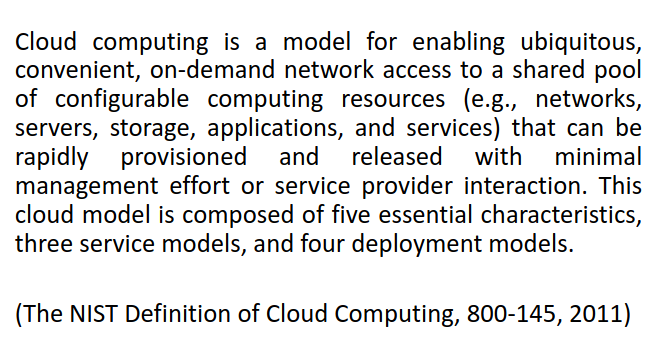 Cloud computing is a model for enabling ubiquitous,
convenient, on-demand network access to a shared pool
of configurable computing resources (e.g., networks,
servers, storage, applications, and services) that can be
rapidly provisioned and released with minimal
management effort or service provider interaction. This
cloud model is composed of five essential characteristics,
three service models, and four deployment models.
(The NIST Definition of Cloud Computing, 800-145, 2011)